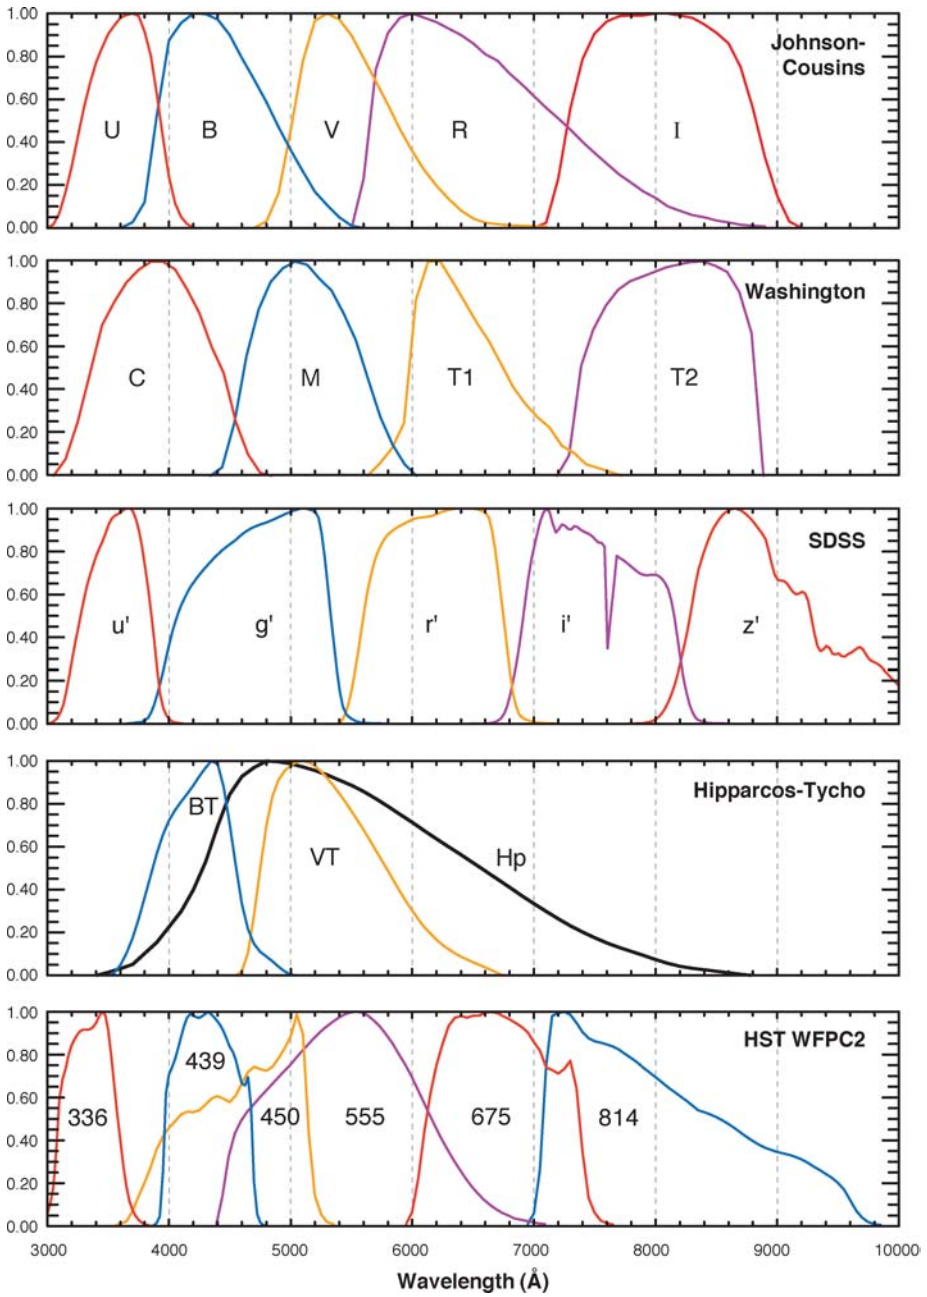 1.00
0.80
0.60
0.40
0.20
0.00
U
B
V
R
I
Johnson-
Cousins
1.00
0.80
0.60
0.40
0.20
0.00
C
M
T1
T2
Washington
1.00
0.80
0.60
0.40
0.20
0.00
u'
g'
r'
i'
z'
SDSS
1.00
0.80
0.60
0.40
0.20
0.00
BT
VT
Hp
Hipparcos-Tycho
1.00
0.80
0.60
0.40
0.20
0.00
336
439
450
555
675
814
HST WFPC2
3000 4000 5000 6000 7000 8000 9000 10000
Wavelength (Å)